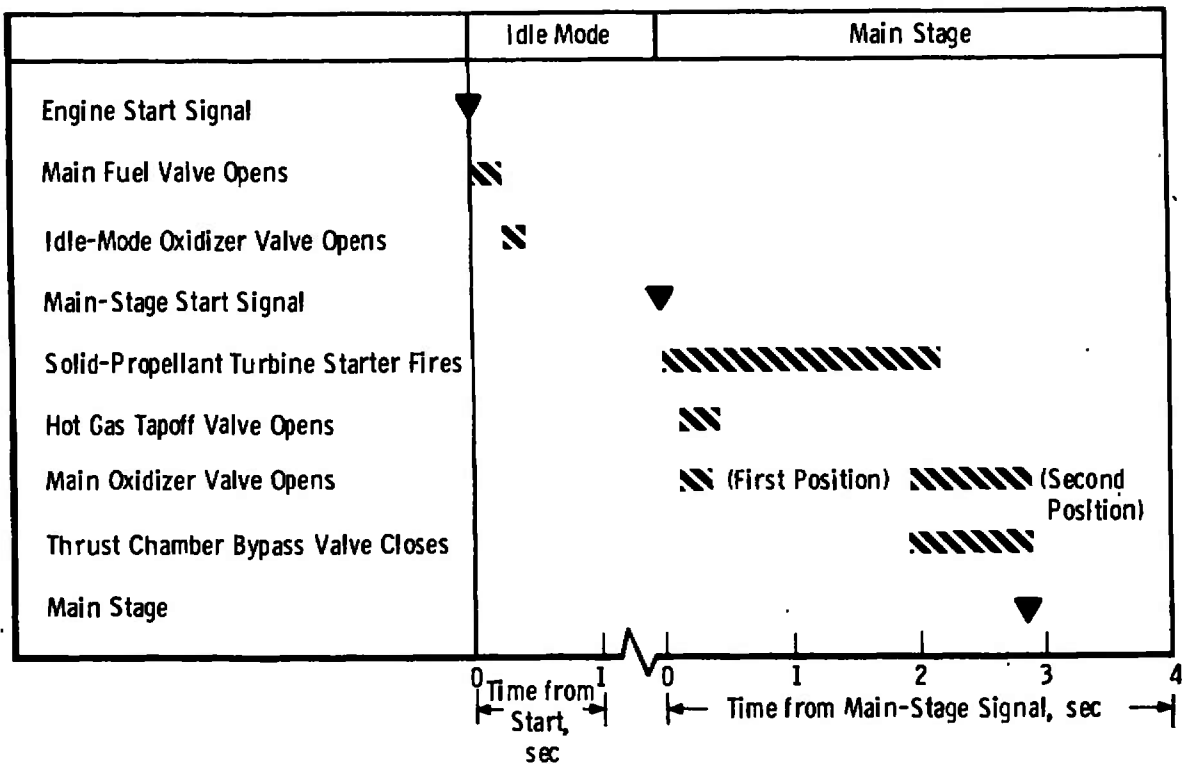 Idle Mode
Main Stage
Engine Start Signal
Main Fuel Valve Opens
Idle-Mode Oxidizer Valve Opens
Main-Stage Start Signal
Solid-Propellant Turbine Starter Fires
Hot Gas Tapoff Valve Opens
Main Oxidizer Valve Opens
(First Position)
(Second
Position)
Thrust Chamber Bypass Valve Closes
Main Stage
0 1 0 1 2 3 4
Time from
Start,
sec
Time from Main-Stage Signal, sec